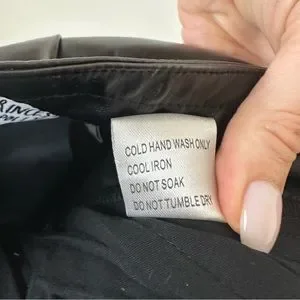 COLD HAND WASH ONLY
COOL IRON
DO NOT SOAK
DO NOT TUMBLE DRY